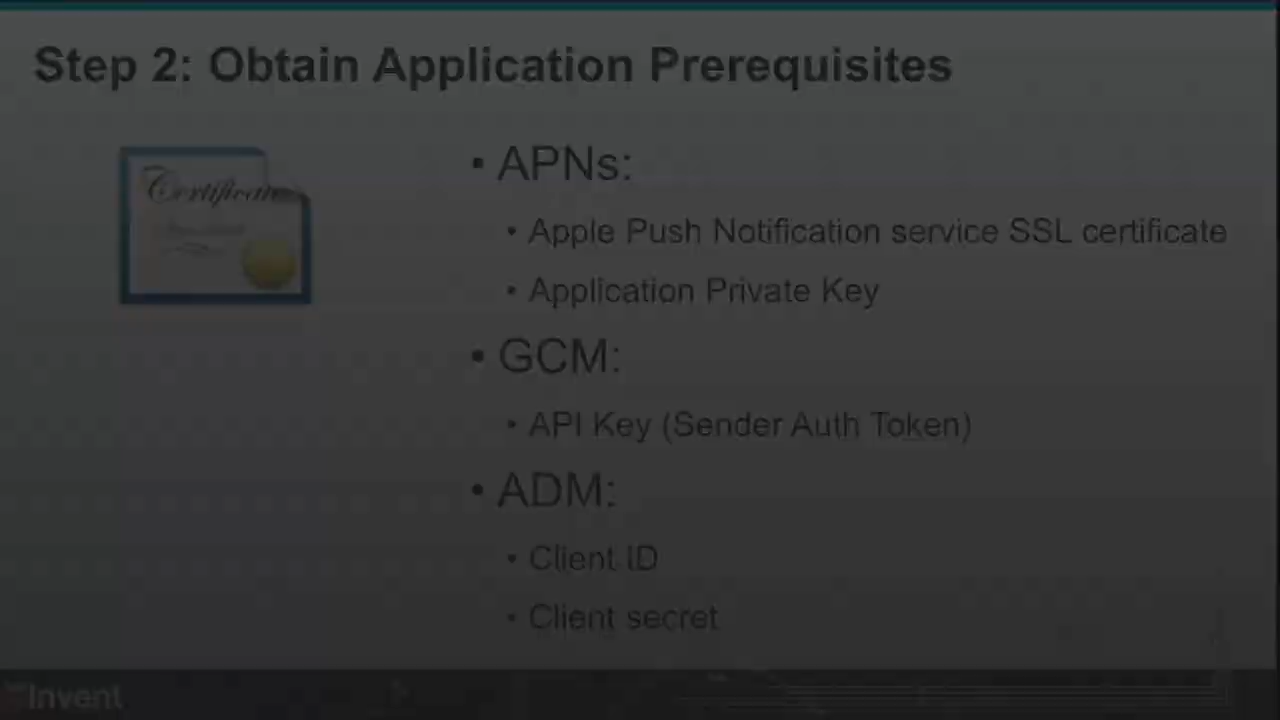 Step 2: Obtain Application Prerequisites
Certificate
• APNs:
• Apple Push Notification service SSL certificate
• Application Private Key
• GCM:
• API Key (Sender Auth Token)
• ADM:
• Client ID
• Client secret
Invent